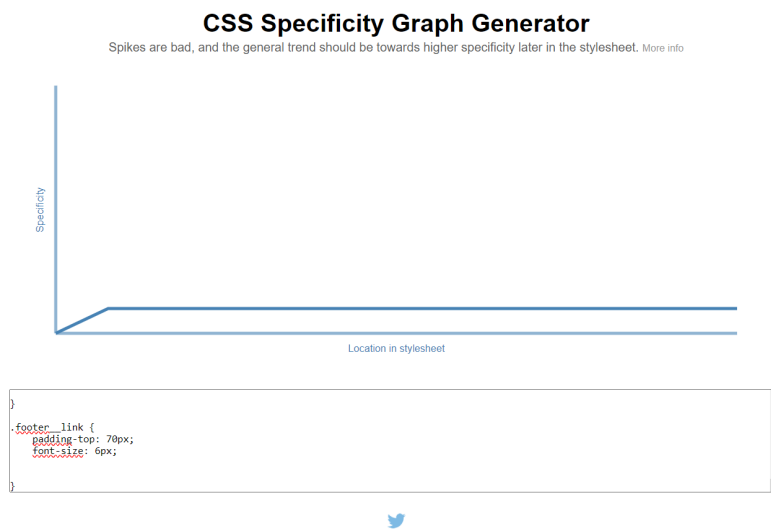 CSS Specificity Graph Generator
Spikes are bad, and the general trend should be towards higher specificity later in the stylesheet. More info
Specificity
Location in stylesheet
}
.footer__link {
padding-top: 70px;
font-size: 6px;
}